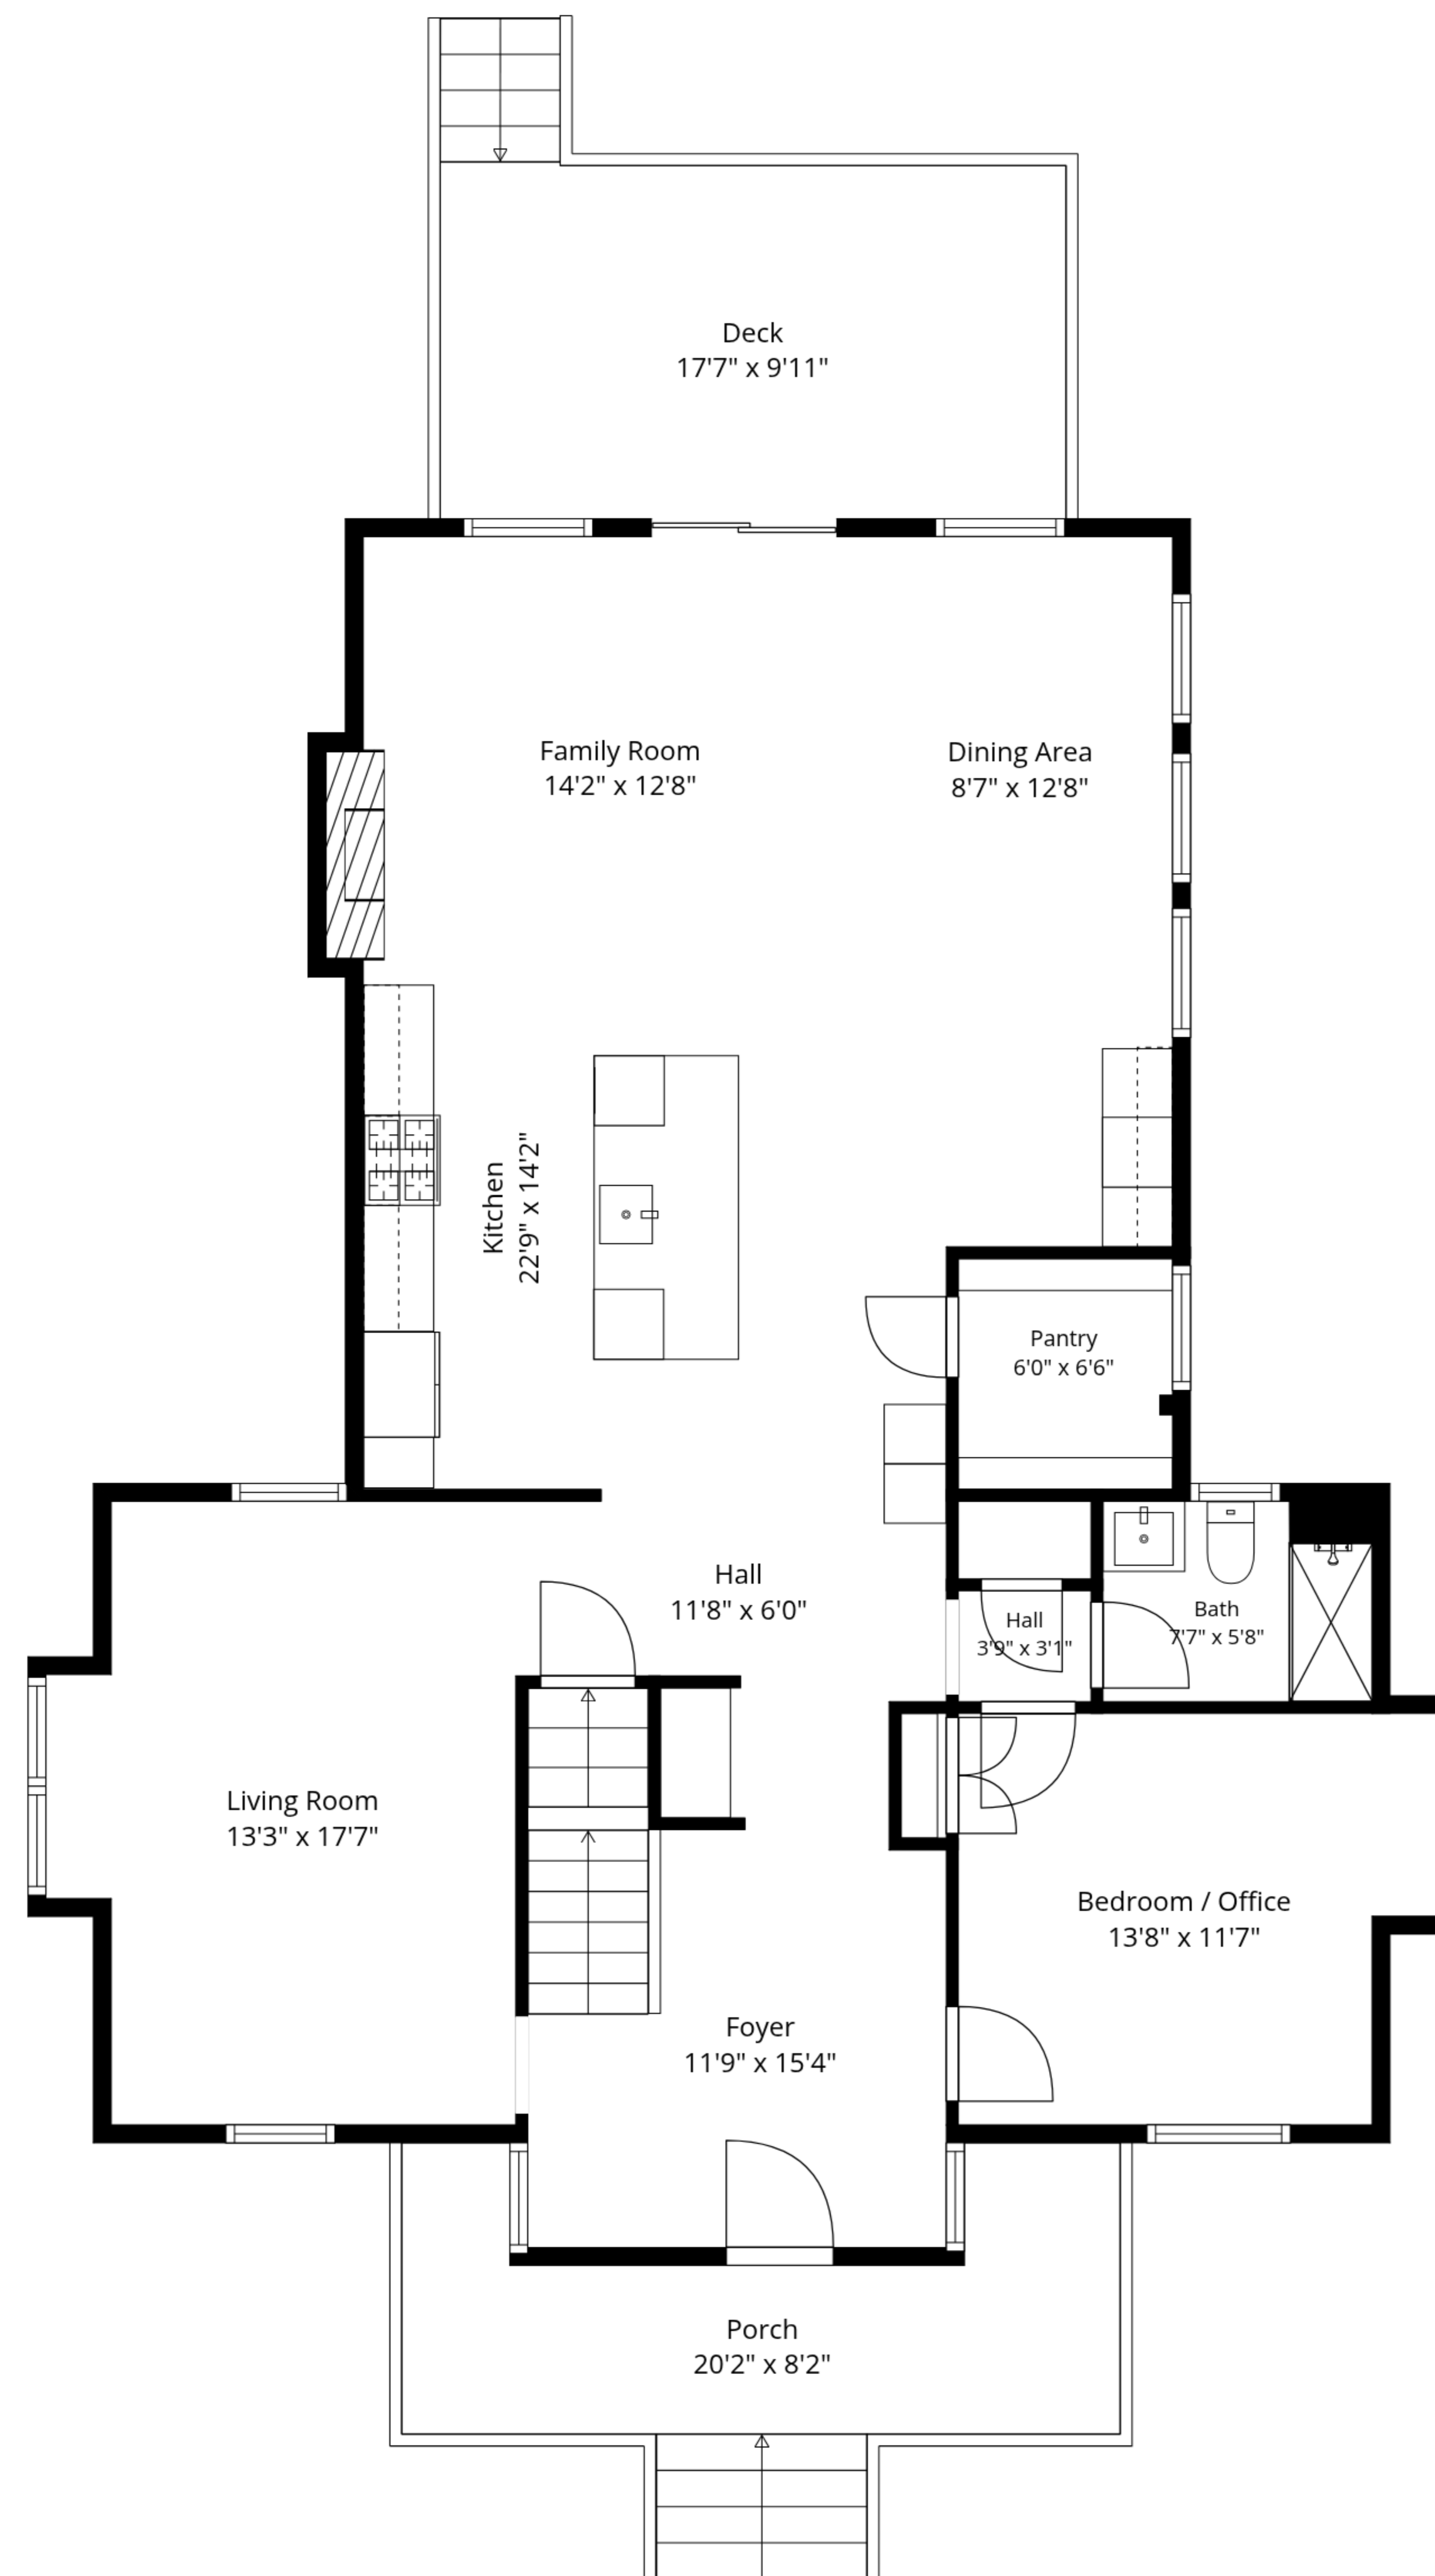 Deck
17'7" x 9'11"
Family Room
14'2" x 12'8"
Dining Area
8'7" x 12'8"
Kitchen
22'9" x 14'2"
Pantry
6'0" x 6'6"
Hall
11'8" x 6'0"
Hall
3'9" x 3'1"
Bath
7'7" x 5'8"
Living Room
13'3" x 17'7"
Bedroom / Office
13'8" x 11'7"
Foyer
11'9" x 15'4"
Porch
20'2" x 8'2"